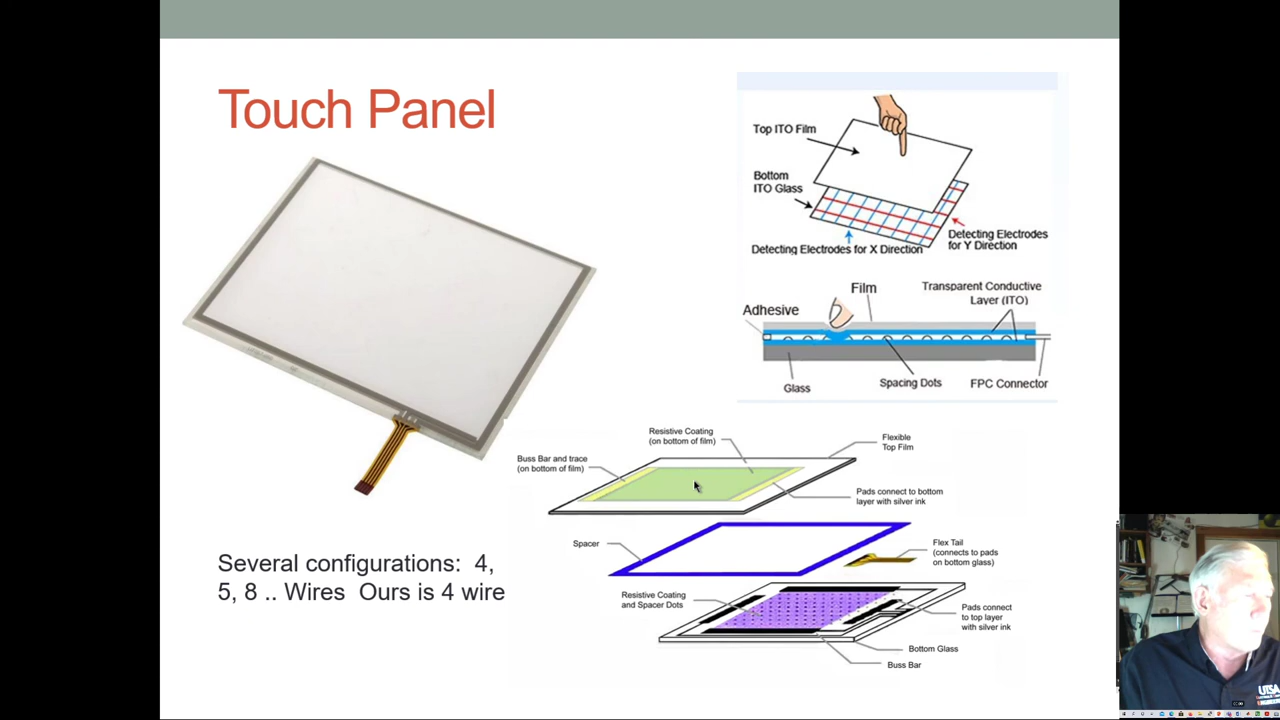 Touch Panel
Top ITO Film
Bottom
ITO Glass
Detecting Electrodes
for Y Direction
Detecting Electrodes for X Direction
Film
Transparent Conductive
Layer (ITO)
Adhesive
Glass
Spacing Dots
FPC Connector
Resistive Coating
(on bottom of film)
Flexible
Top Film
Buss Bar and trace
(on bottom of film)
Pads connect to bottom
layer with silver ink
Spacer
Flex Tail
(connects to pads
on bottom glass)
Several configurations: 4,
5, 8 .. Wires Ours is 4 wire
Resistive Coating
and Spacer Dots
Pads connect
to top layer
with silver ink
Bottom Glass
Buss Bar
UTSA